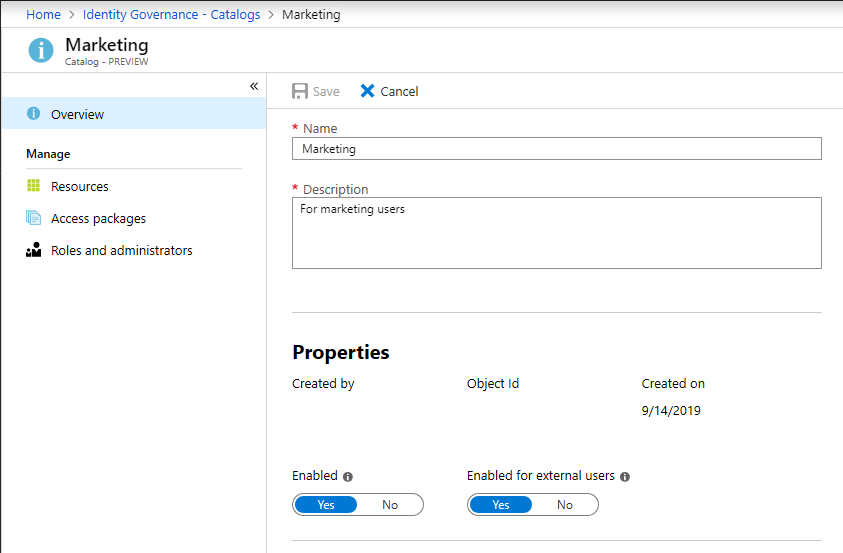 Home > Identity Governance - Catalogs > Marketing
Marketing
Catalog - PREVIEW
«
Overview
Manage
Resources
Access packages
Roles and administrators
Save Cancel
* Name
Marketing
* Description
For marketing users
Properties
Created by Object Id Created on
9/14/2019
Enabled Enabled for external users
Yes No Yes No